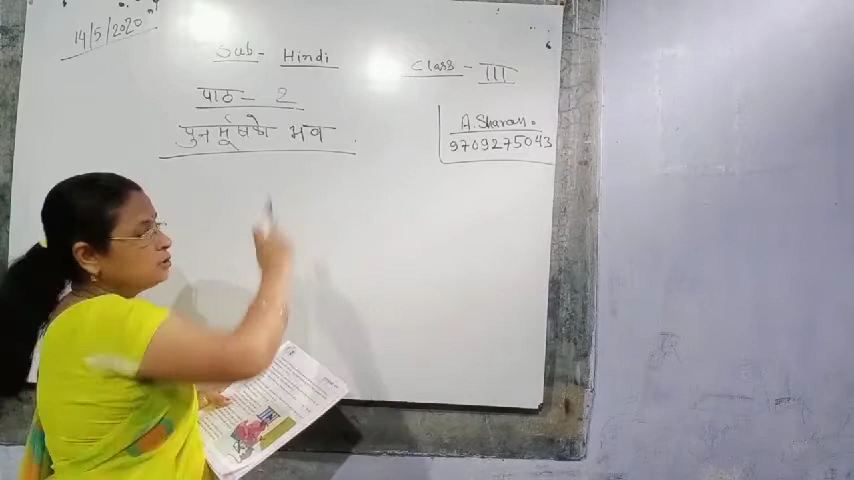 14/5/2020
Sub- Hindi
Class - III
पाठ - 2
पुनर्मूषको भव
A. Sharan.
9709275043